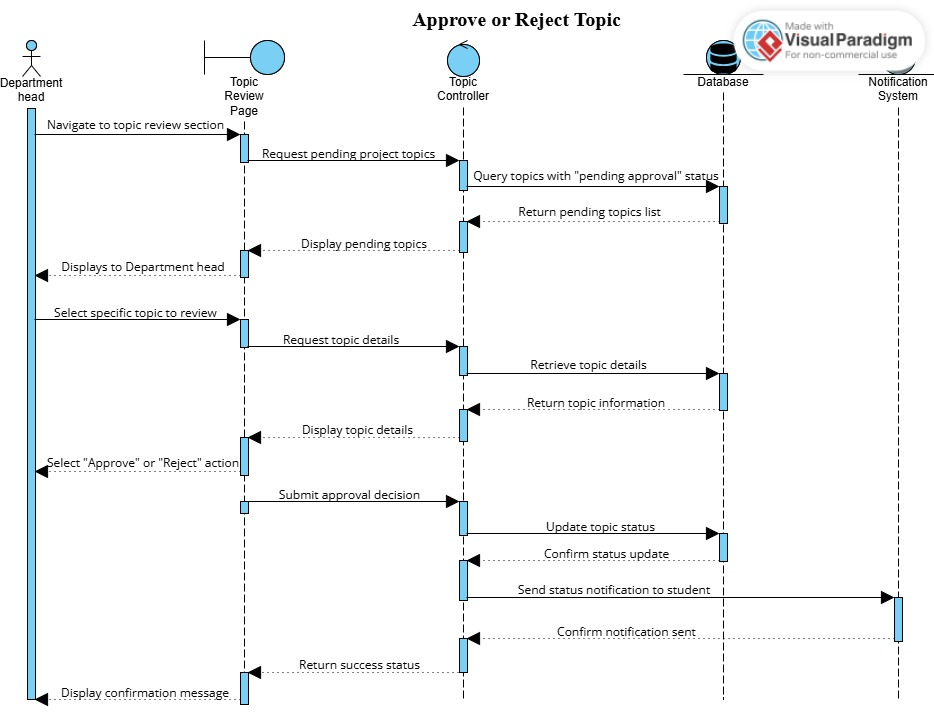 Approve or Reject Topic
Made with
VisualParadigm
For non-commercial use
Department
head
Topic
Review
Page
Topic
Controller
Database
Notification
System
Navigate to topic review section
Request pending project topics
Query topics with "pending approval" status
Return pending topics list
Display pending topics
Displays to Department head
Select specific topic to review
Request topic details
Retrieve topic details
Return topic information
Display topic details
Select "Approve" or "Reject" action
Submit approval decision
Update topic status
Confirm status update
Send status notification to student
Confirm notification sent
Return success status
Display confirmation message